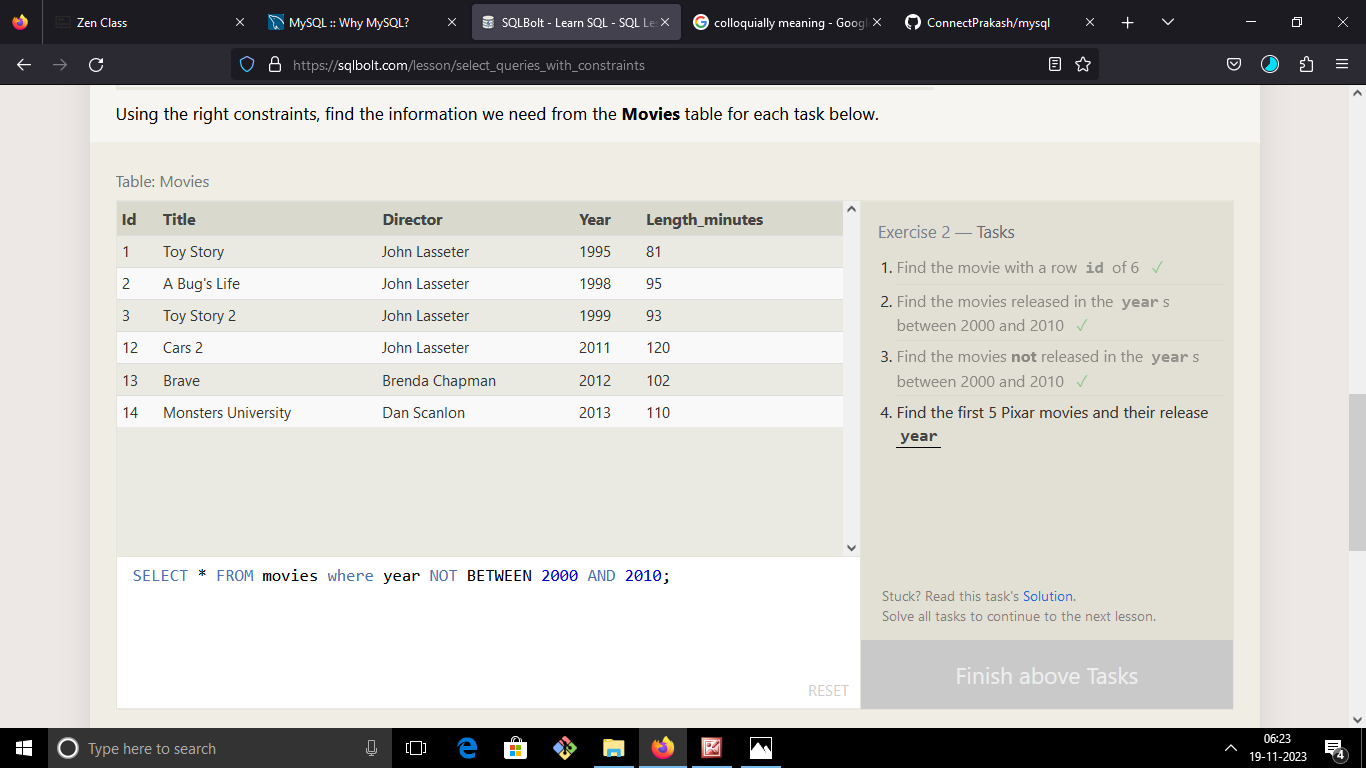 Zen Class
MySQL :: Why MySQL?
SQLBolt - Learn SQL - SQL Le
colloquially meaning - Googl
ConnectPrakash/mysql
https://sqlbolt.com/lesson/select_queries_with_constraints
Using the right constraints, find the information we need from the Movies table for each task below.
Table: Movies
Id Title Director Year Length_minutes
1 Toy Story John Lasseter 1995 81
2 A Bug's Life John Lasseter 1998 95
3 Toy Story 2 John Lasseter 1999 93
12 Cars 2 John Lasseter 2011 120
13 Brave Brenda Chapman 2012 102
14 Monsters University Dan Scanlon 2013 110
SELECT * FROM movies where year NOT BETWEEN 2000 AND 2010;
RESET
Exercise 2 — Tasks
1. Find the movie with a row id of 6 ✓
2. Find the movies released in the year s
between 2000 and 2010 ✓
3. Find the movies not released in the year s
between 2000 and 2010 ✓
4. Find the first 5 Pixar movies and their release
year
Stuck? Read this task's Solution.
Solve all tasks to continue to the next lesson.
Finish above Tasks
Type here to search
06:23
19-11-2023
4